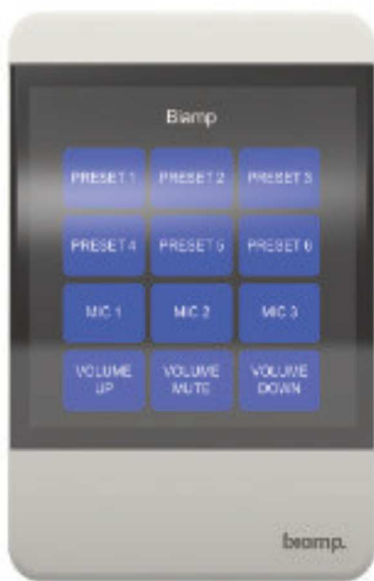 Biamp
PRESET 1 PRESET 2 PRESET 3
PRESET 4 PRESET 5 PRESET 6
MIC 1 MIC 2 MIC 3
VOLUME UP VOLUME MUTE VOLUME DOWN
biamp.